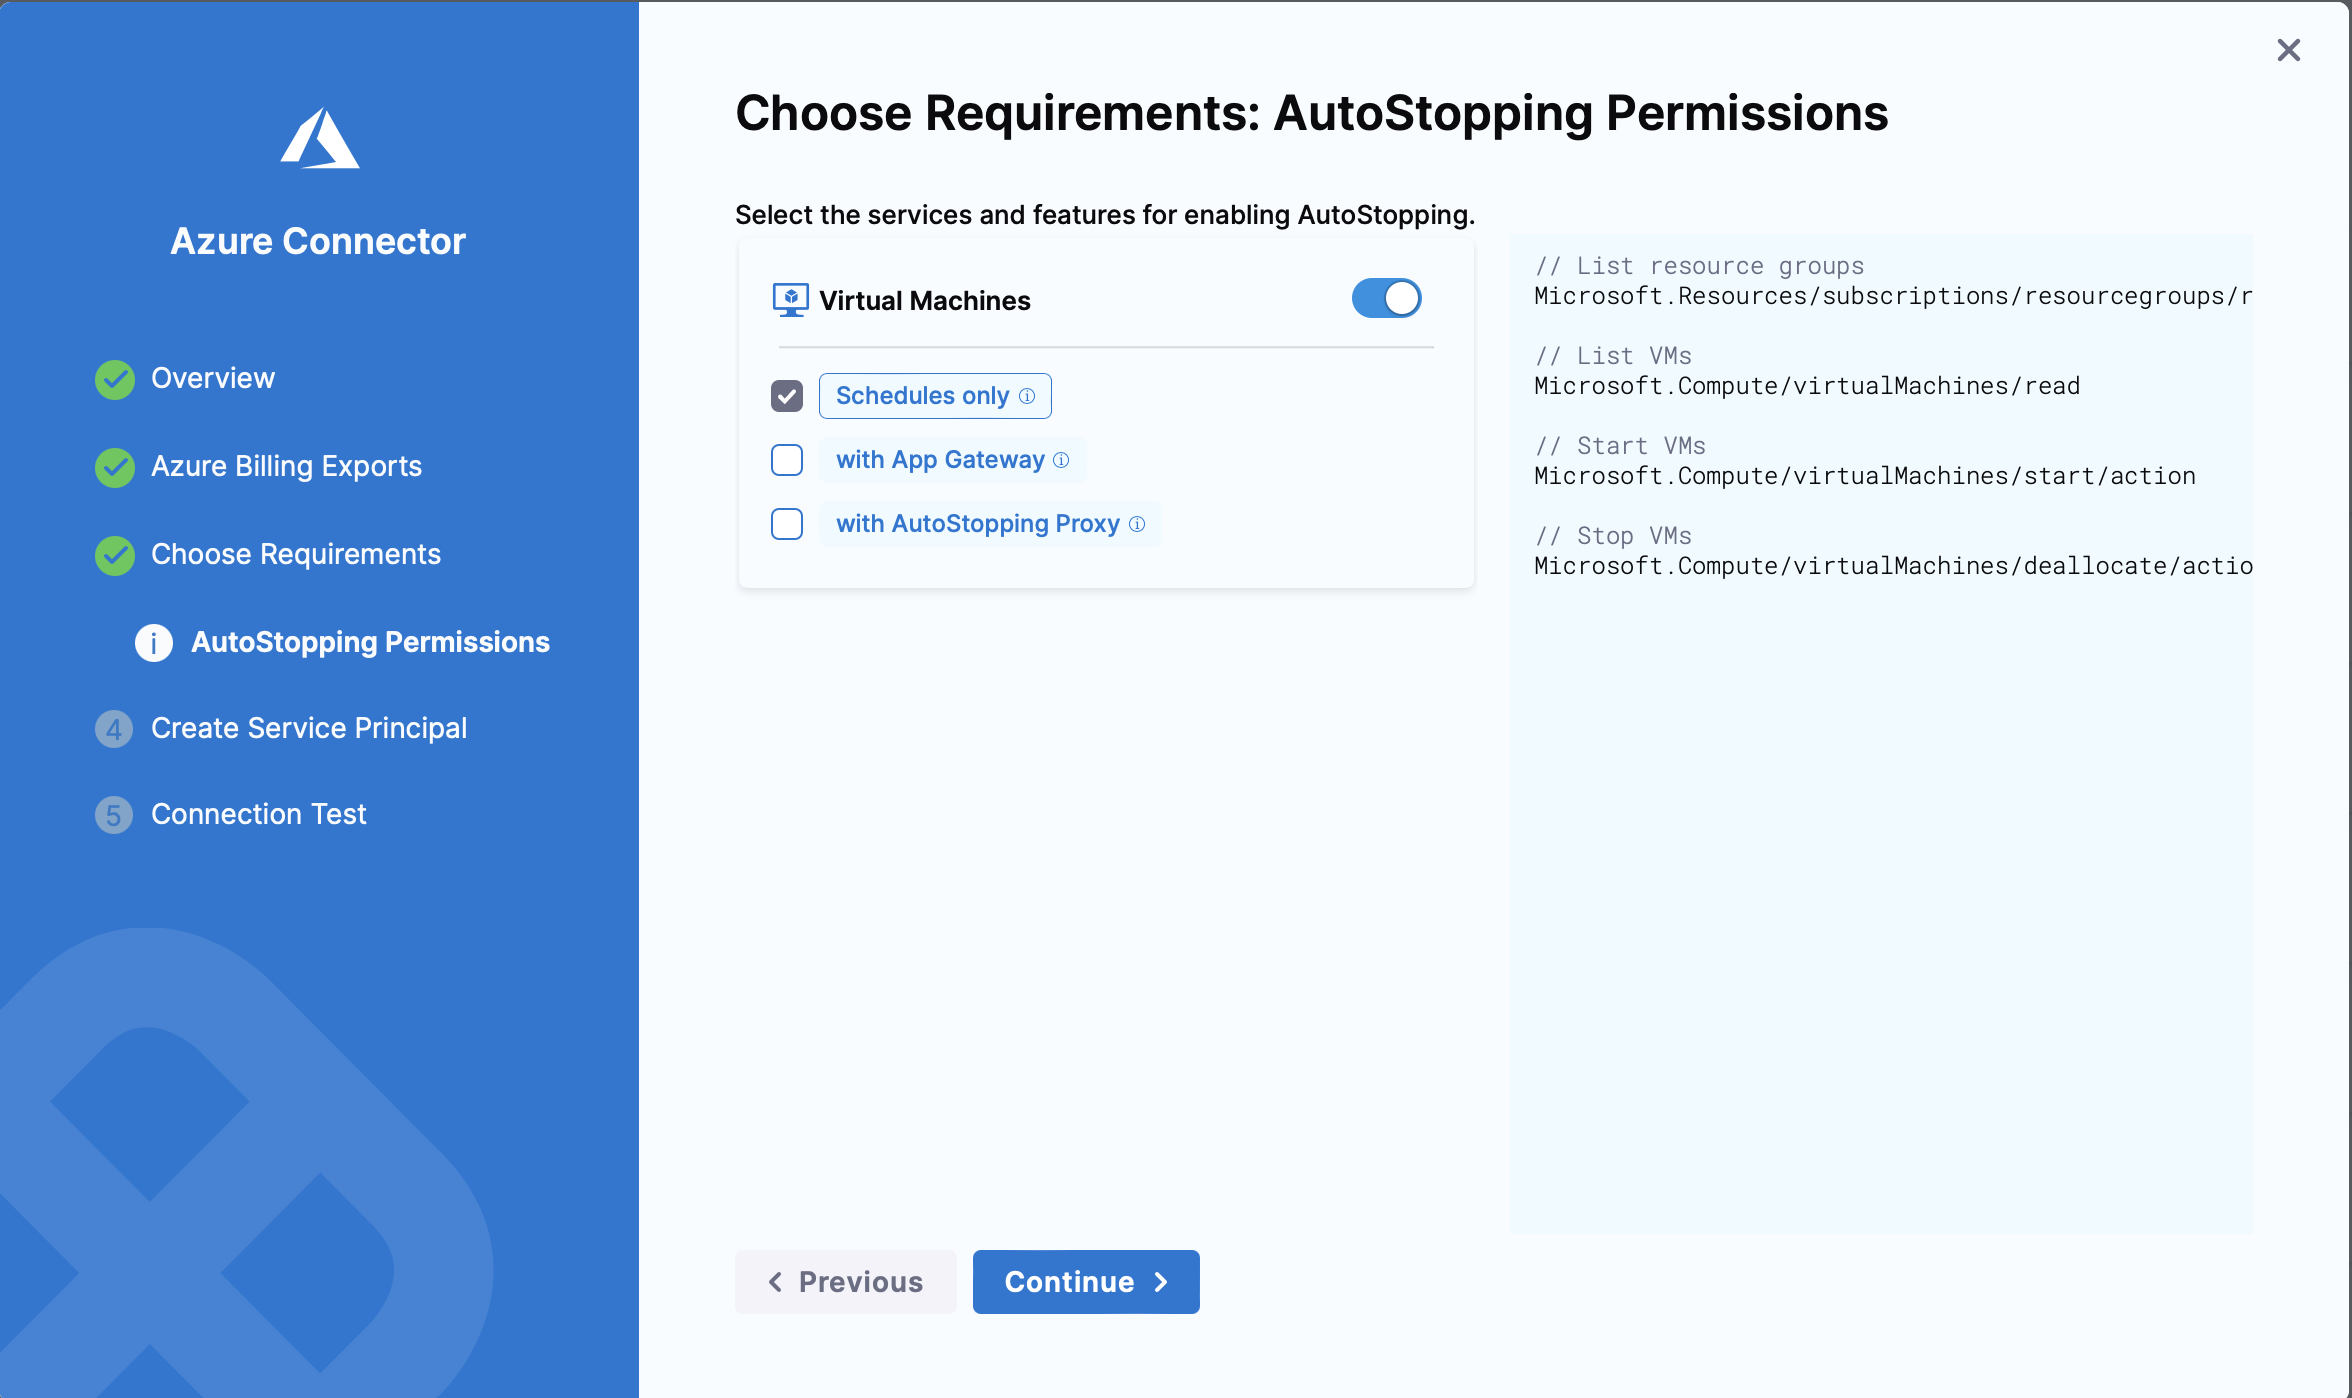 Azure Connector
Overview
Azure Billing Exports
Choose Requirements
i AutoStopping Permissions
4 Create Service Principal
5 Connection Test
Choose Requirements: AutoStopping Permissions
Select the services and features for enabling AutoStopping.
Virtual Machines
Schedules only
with App Gateway
with AutoStopping Proxy
// List resource groups
Microsoft.Resources/subscriptions/resourcegroups/r
// List VMs
Microsoft.Compute/virtualMachines/read
// Start VMs
Microsoft.Compute/virtualMachines/start/action
// Stop VMs
Microsoft.Compute/virtualMachines/deallocate/actio
Previous
Continue